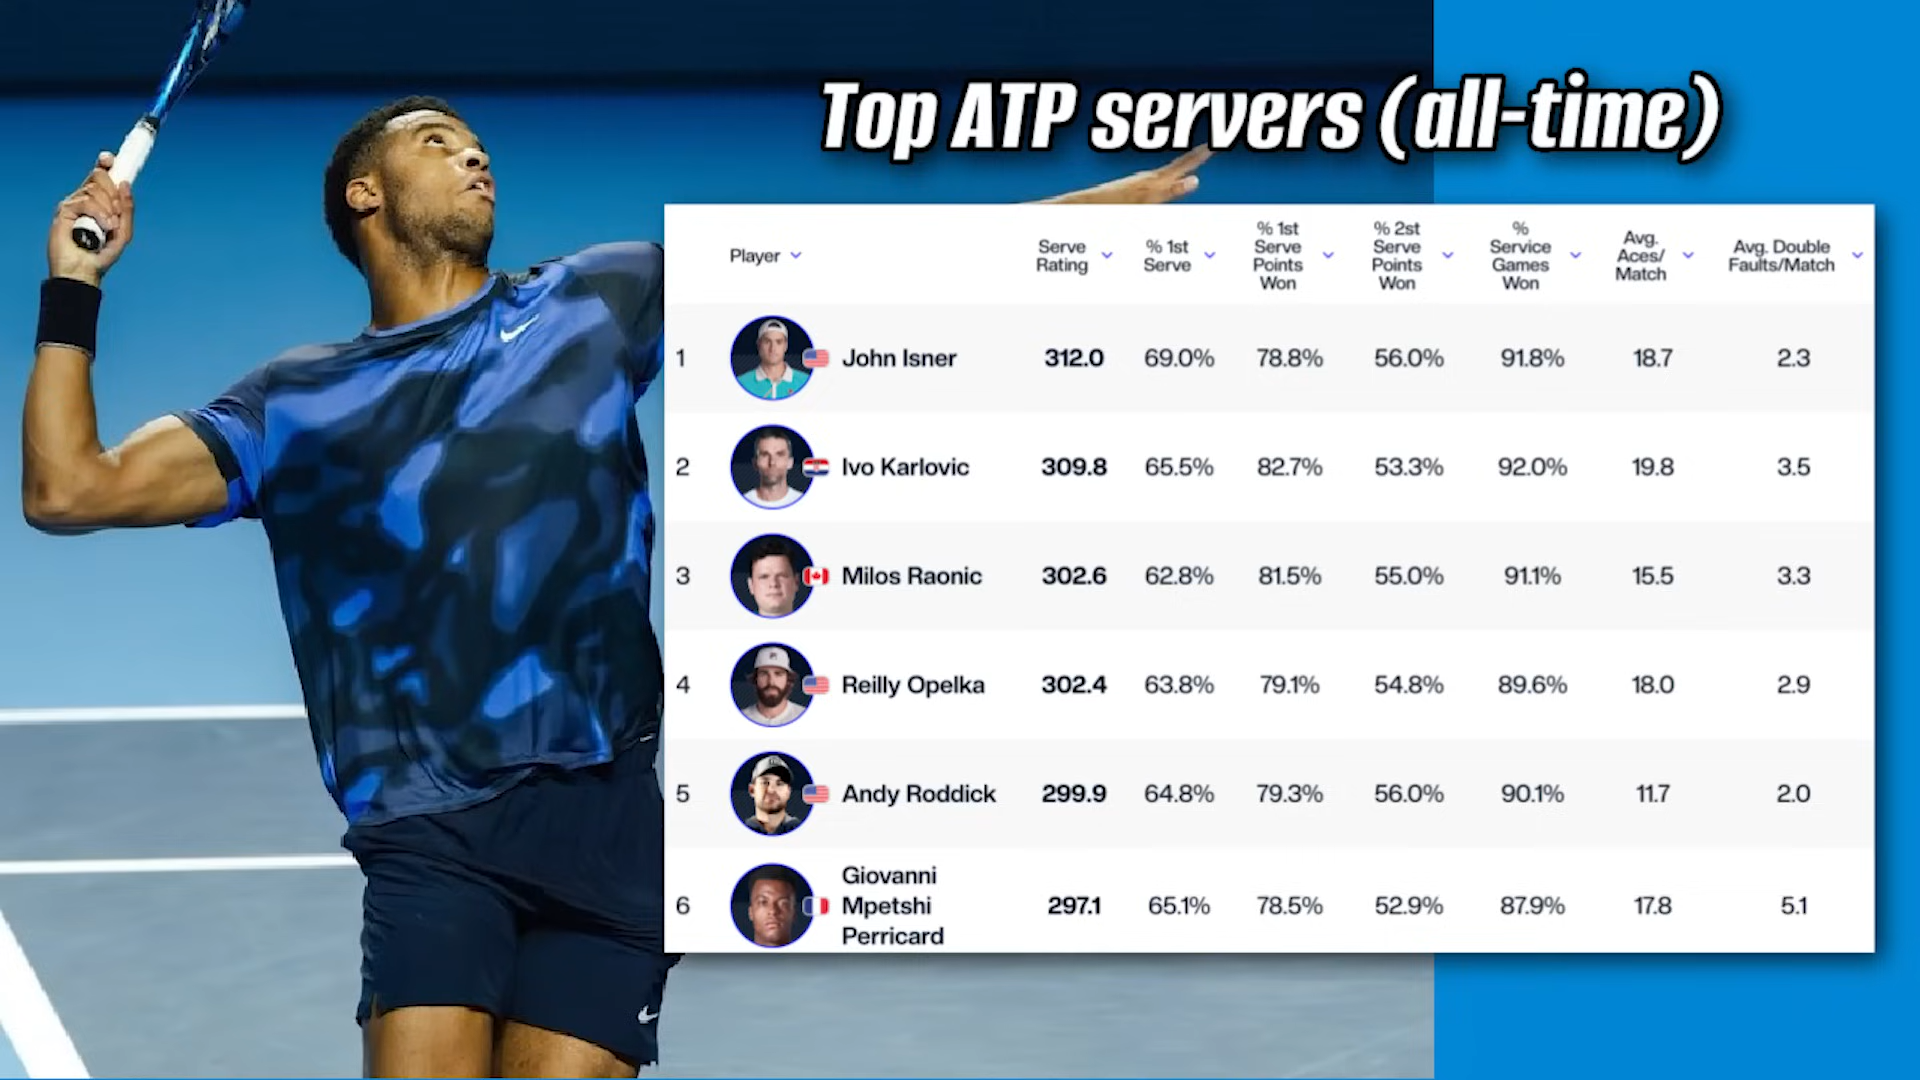 Top ATP servers (all-time)
Player
Serve
Rating
% 1st
Serve
% 1st
Serve
Points
Won
% 2st
Serve
Points
Won
%
Service
Games
Won
Avg.
Aces/
Match
Avg. Double
Faults/Match
1 John Isner 312.0 69.0% 78.8% 56.0% 91.8% 18.7 2.3
2 Ivo Karlovic 309.8 65.5% 82.7% 53.3% 92.0% 19.8 3.5
3 Milos Raonic 302.6 62.8% 81.5% 55.0% 91.1% 15.5 3.3
4 Reilly Opelka 302.4 63.8% 79.1% 54.8% 89.6% 18.0 2.9
5 Andy Roddick 299.9 64.8% 79.3% 56.0% 90.1% 11.7 2.0
Giovanni
6 Mpetshi 297.1 65.1% 78.5% 52.9% 87.9% 17.8 5.1
Perricard